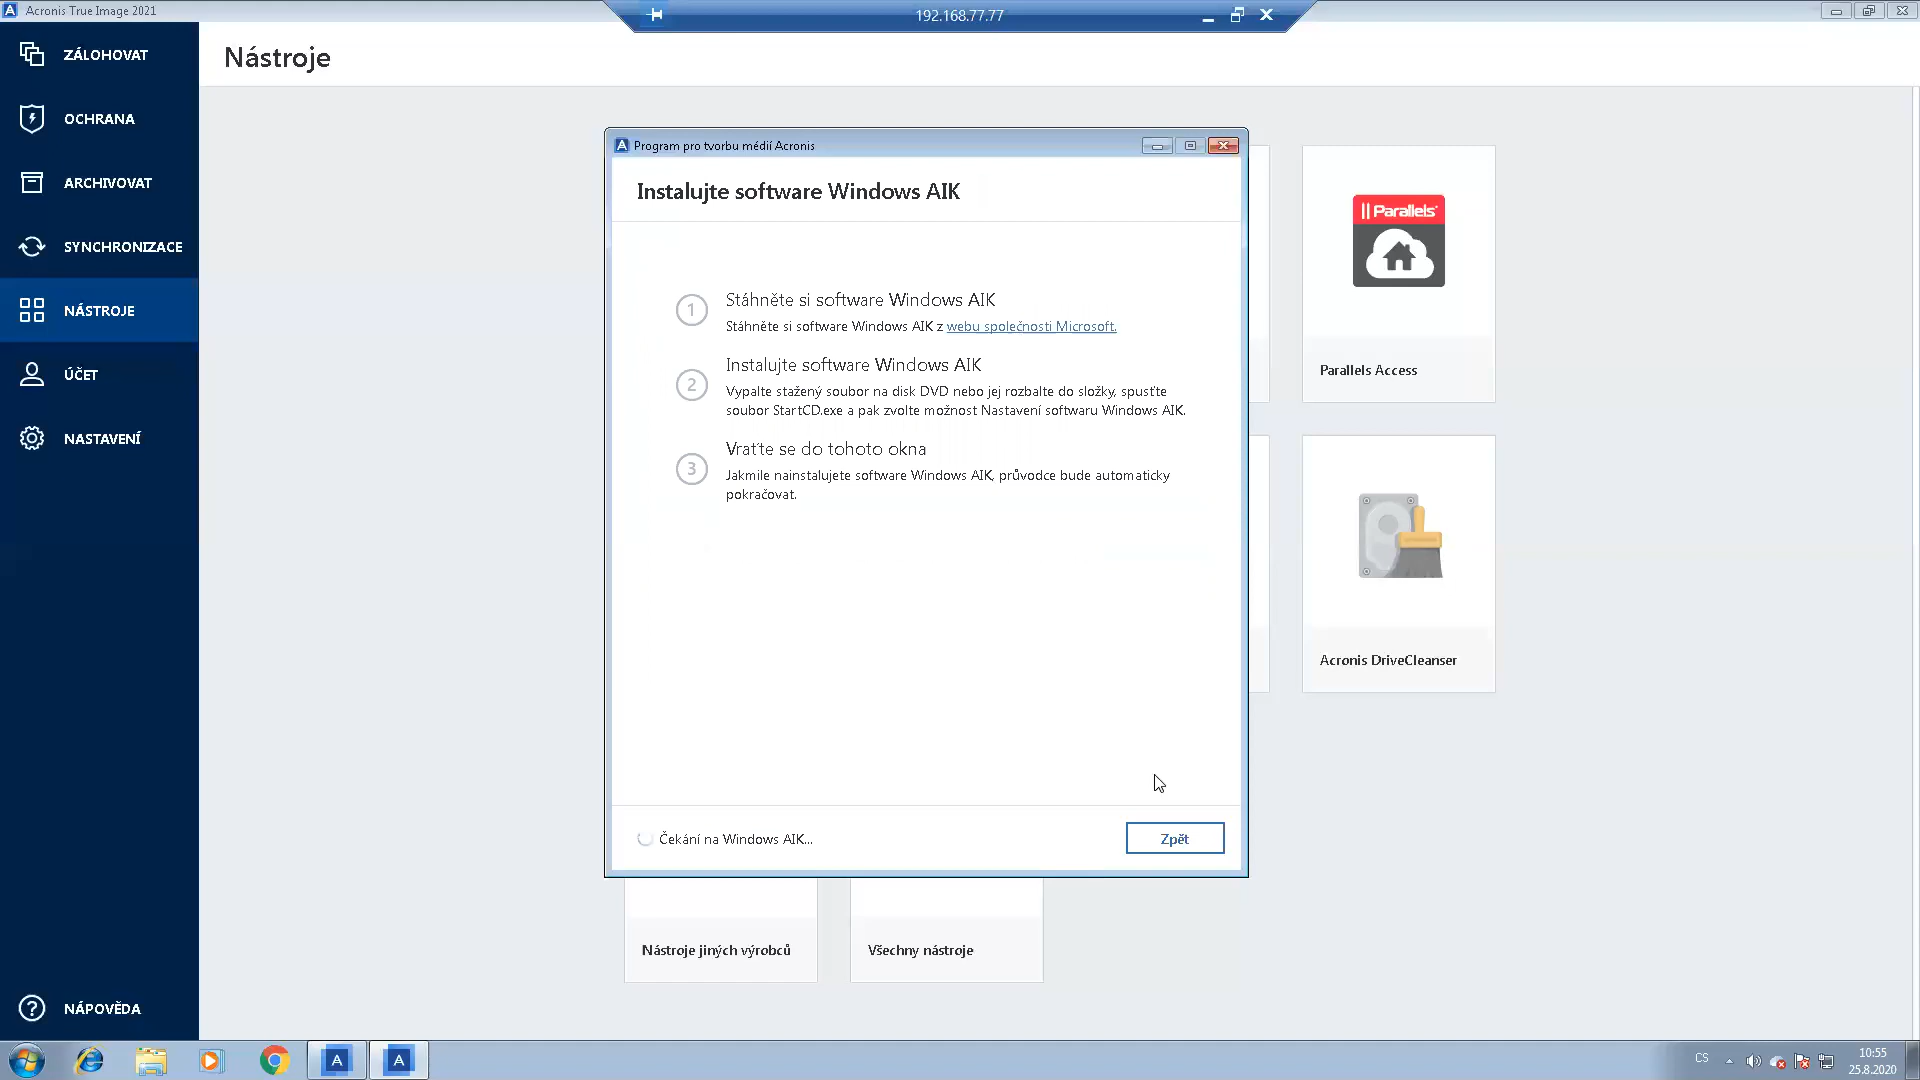 Acronis True Image 2021
192.168.77.77
ZÁLOHOVAT
OCHRANA
ARCHIVOVAT
SYNCHRONIZACE
NÁSTROJE
ÚČET
NASTAVENÍ
NÁPOVĚDA
Nástroje
Program pro tvorbu médií Acronis
Instalujte software Windows AIK
1
Stáhněte si software Windows AIK
Stáhněte si software Windows AIK z webu společnosti Microsoft.
2
Instalujte software Windows AIK
Vypalte stažený soubor na disk DVD nebo jej rozbalte do složky, spusťte
soubor StartCD.exe a pak zvolte možnost Nastavení softwaru Windows AIK.
3
Vraťte se do tohoto okna
Jakmile nainstalujete software Windows AIK, průvodce bude automaticky
pokračovat.
Čekání na Windows AIK...
Zpět
Parallels
Parallels Access
Acronis DriveCleanser
Nástroje jiných výrobců
Všechny nástroje
CS
10:55
25.8.2020